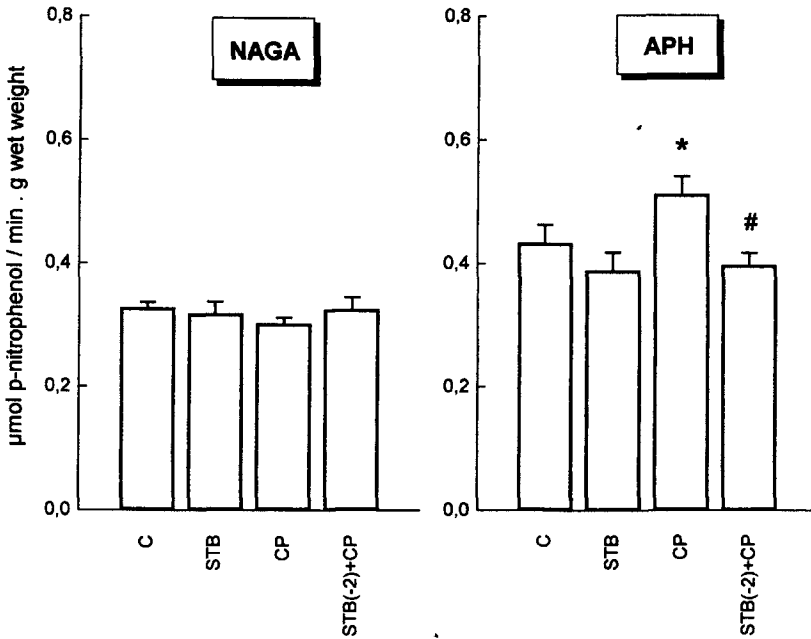 µmol p-nitrophenol / min . g wet weight
NAGA
0,8
0,6
0,4
0,2
0,0
C
STB
CP
STB(-2)+CP
APH
0,8
0,6
0,4
0,2
0,0
*
#
C
STB
CP
STB(-2)+CP